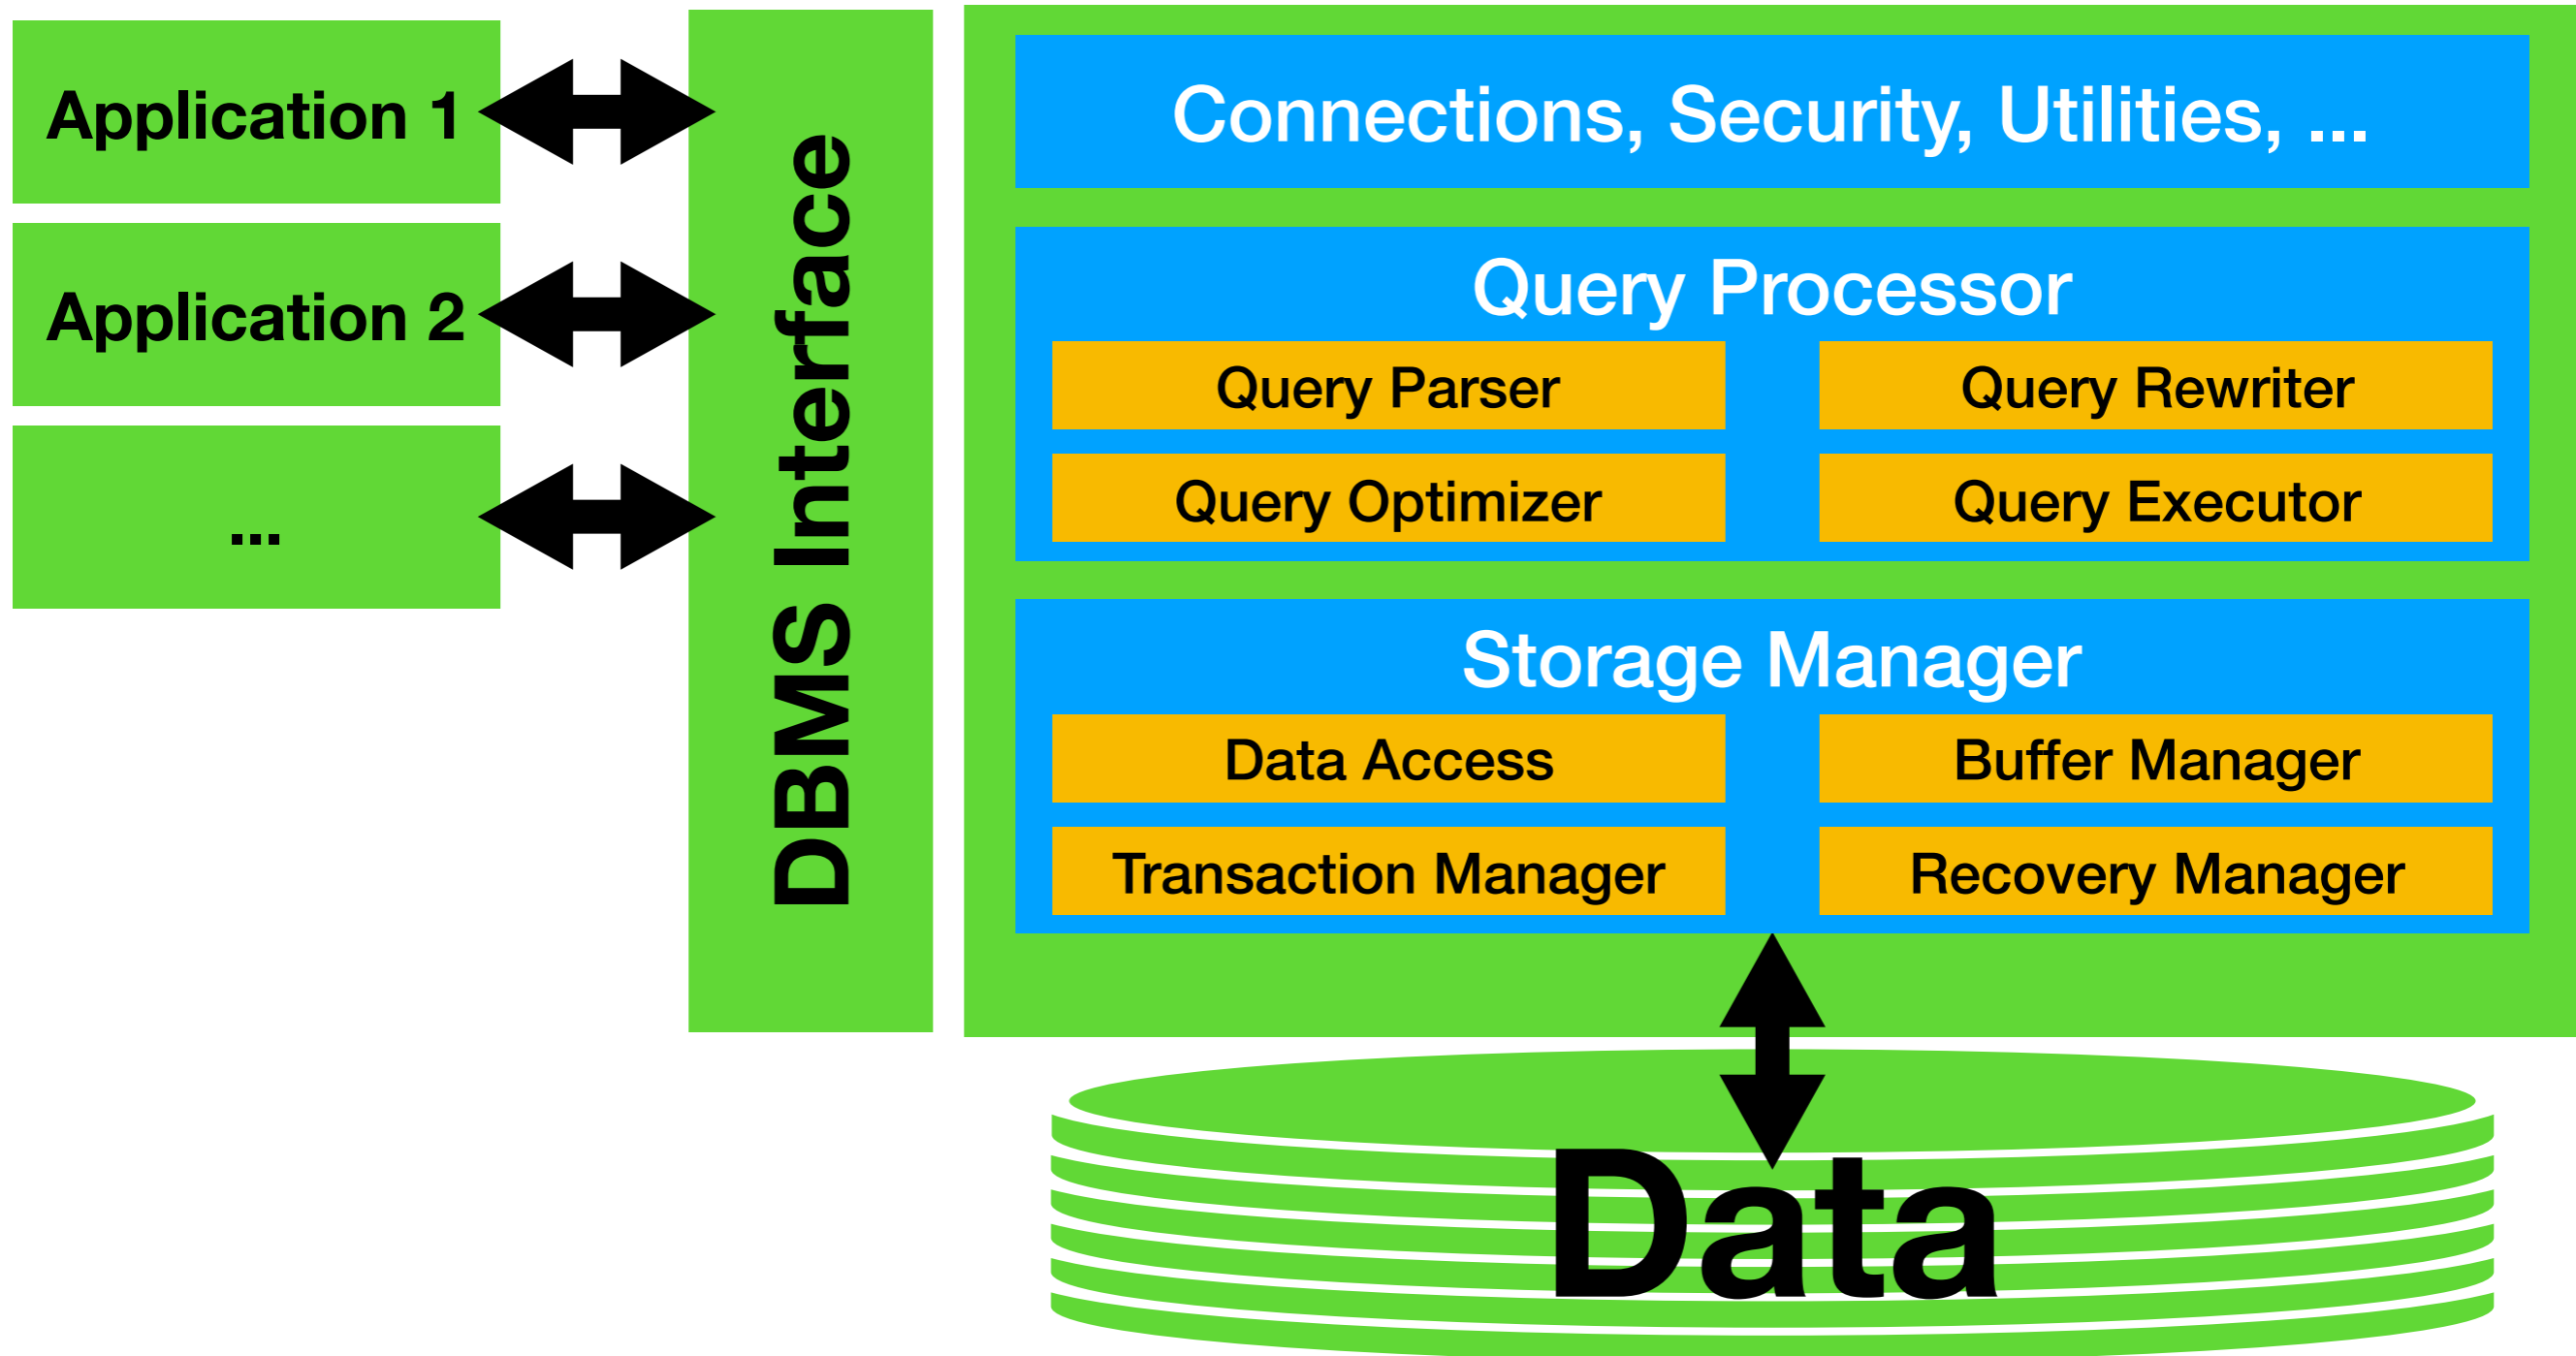 Application 1
Application 2
...
DBMS Interface
Connections, Security, Utilities, ...
Query Processor
Query Parser
Query Rewriter
Query Optimizer
Query Executor
Storage Manager
Data Access
Buffer Manager
Transaction Manager
Recovery Manager
Data